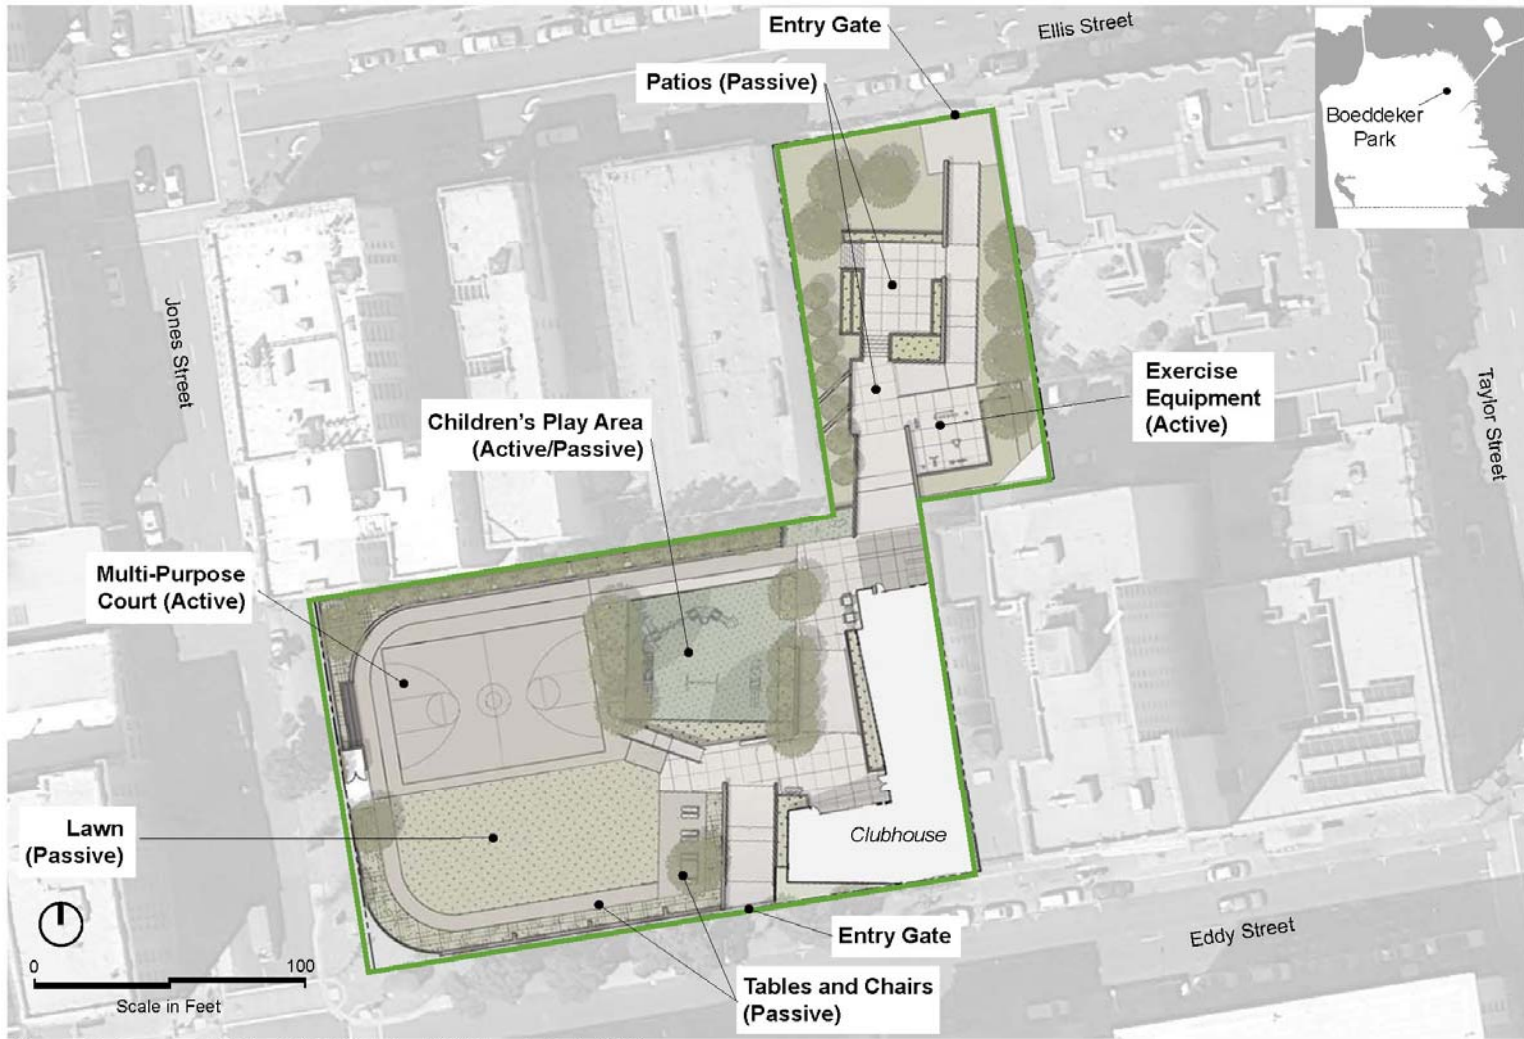 Entry Gate
Ellis Street
Patios (Passive)
Boeddeker
Park
Jones Street
Exercise
Equipment
(Active)
Taylor Street
Children's Play Area
(Active/Passive)
Multi-Purpose
Court (Active)
Lawn
(Passive)
Clubhouse
Entry Gate
Eddy Street
0
100
Scale in Feet
Tables and Chairs
(Passive)